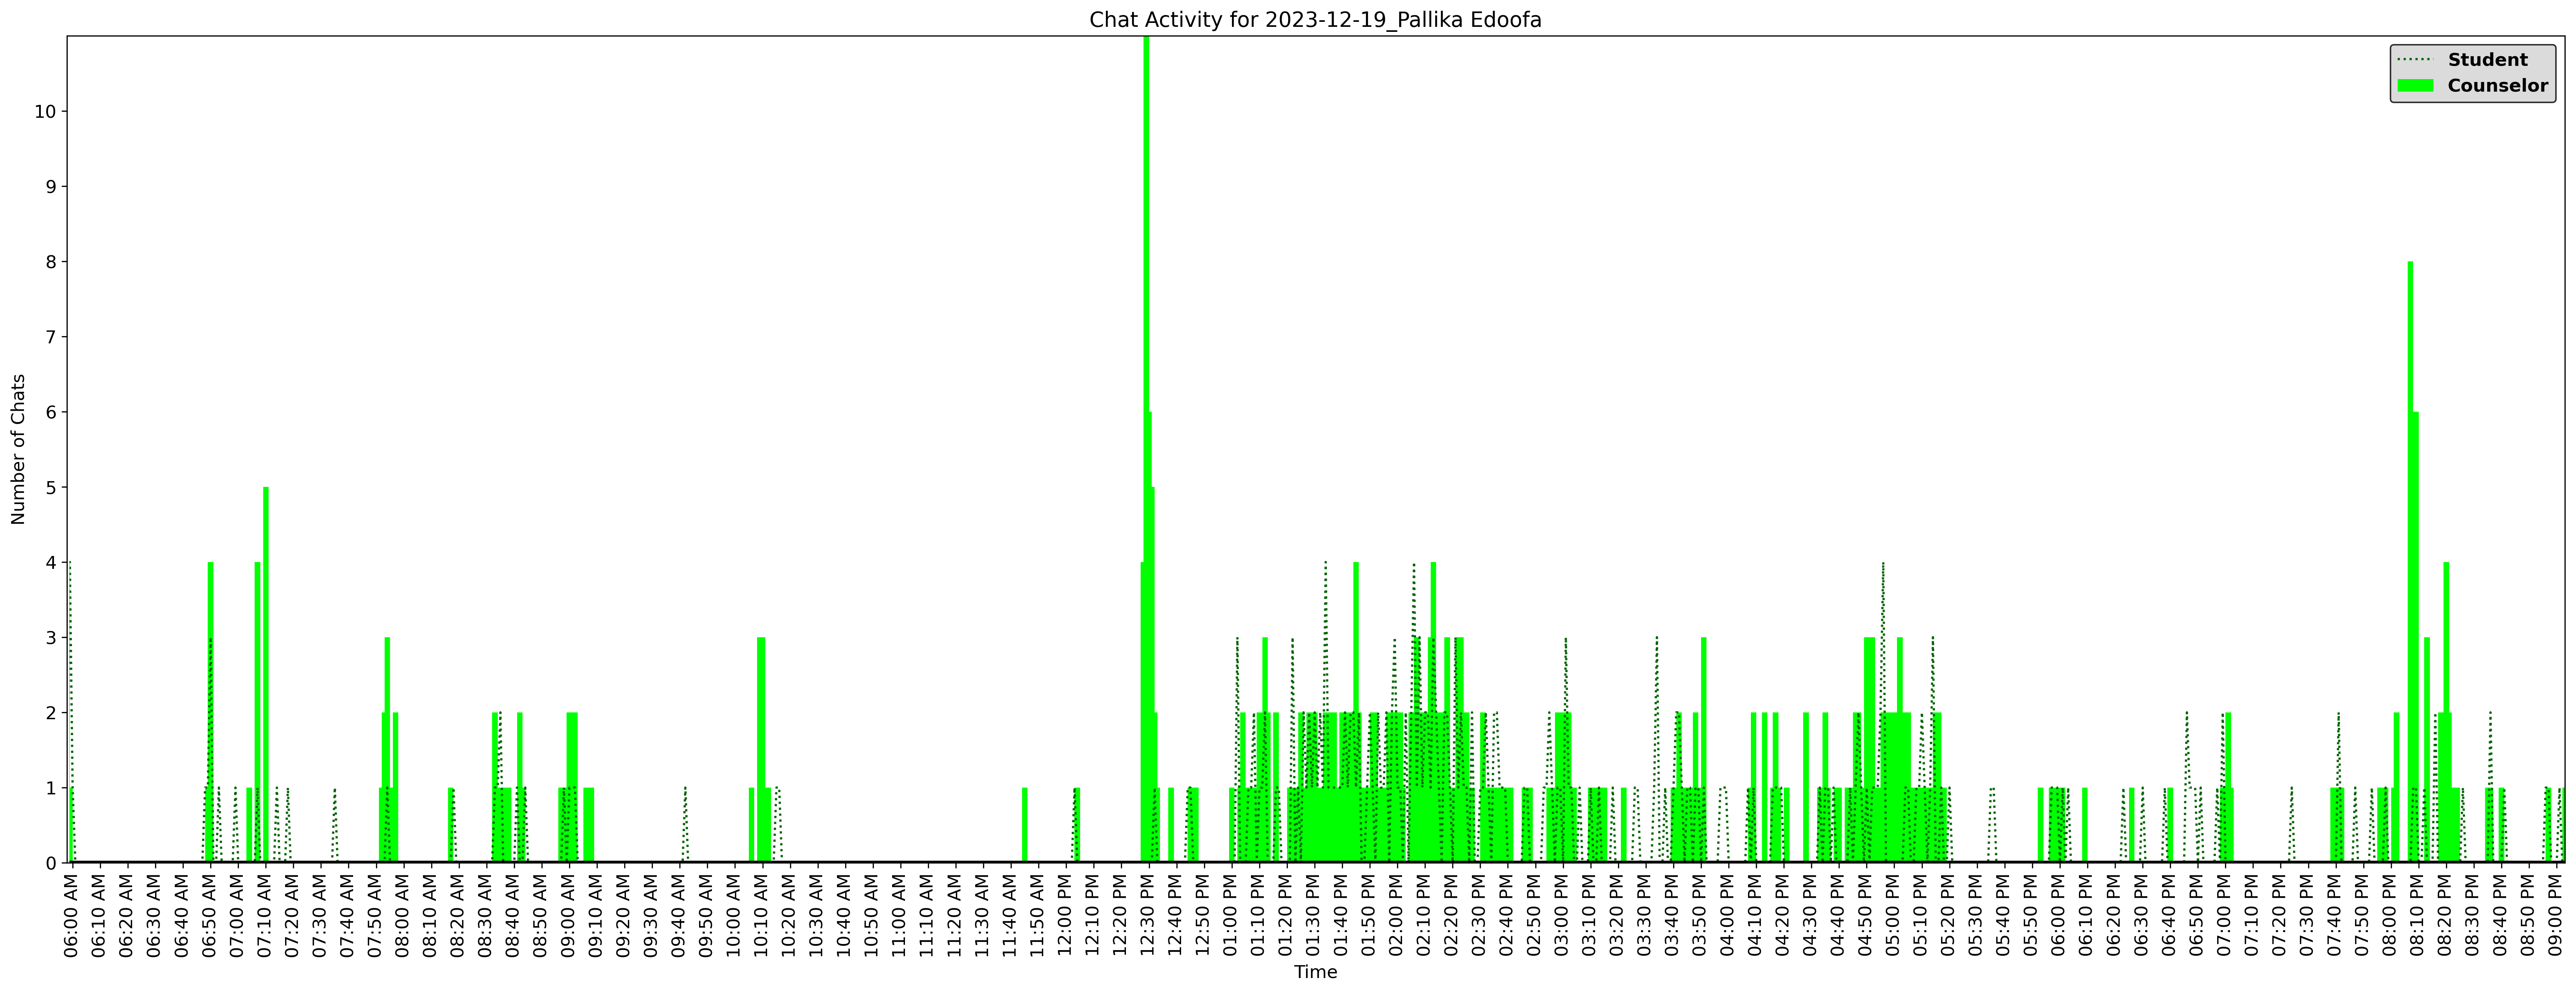 Chat Activity for 2023-12-19_Pallika Edoofa
Student
Counselor
Number of Chats
10
9
8
7
6
5
4
3
2
1
0
06:00 AM
06:10 AM
06:20 AM
06:30 AM
06:40 AM
06:50 AM
07:00 AM
07:10 AM
07:20 AM
07:30 AM
07:40 AM
07:50 AM
08:00 AM
08:10 AM
08:20 AM
08:30 AM
08:40 AM
08:50 AM
09:00 AM
09:10 AM
09:20 AM
09:30 AM
09:40 AM
09:50 AM
10:00 AM
10:10 AM
10:20 AM
10:30 AM
10:40 AM
10:50 AM
11:00 AM
11:10 AM
11:20 AM
11:30 AM
11:40 AM
11:50 AM
12:00 PM
12:10 PM
12:20 PM
12:30 PM
12:40 PM
12:50 PM
01:00 PM
01:10 PM
01:20 PM
01:30 PM
01:40 PM
01:50 PM
02:00 PM
02:10 PM
02:20 PM
02:30 PM
02:40 PM
02:50 PM
03:00 PM
03:10 PM
03:20 PM
03:30 PM
03:40 PM
03:50 PM
04:00 PM
04:10 PM
04:20 PM
04:30 PM
04:40 PM
04:50 PM
05:00 PM
05:10 PM
05:20 PM
05:30 PM
05:40 PM
05:50 PM
06:00 PM
06:10 PM
06:20 PM
06:30 PM
06:40 PM
06:50 PM
07:00 PM
07:10 PM
07:20 PM
07:30 PM
07:40 PM
07:50 PM
08:00 PM
08:10 PM
08:20 PM
08:30 PM
08:40 PM
08:50 PM
09:00 PM
Time